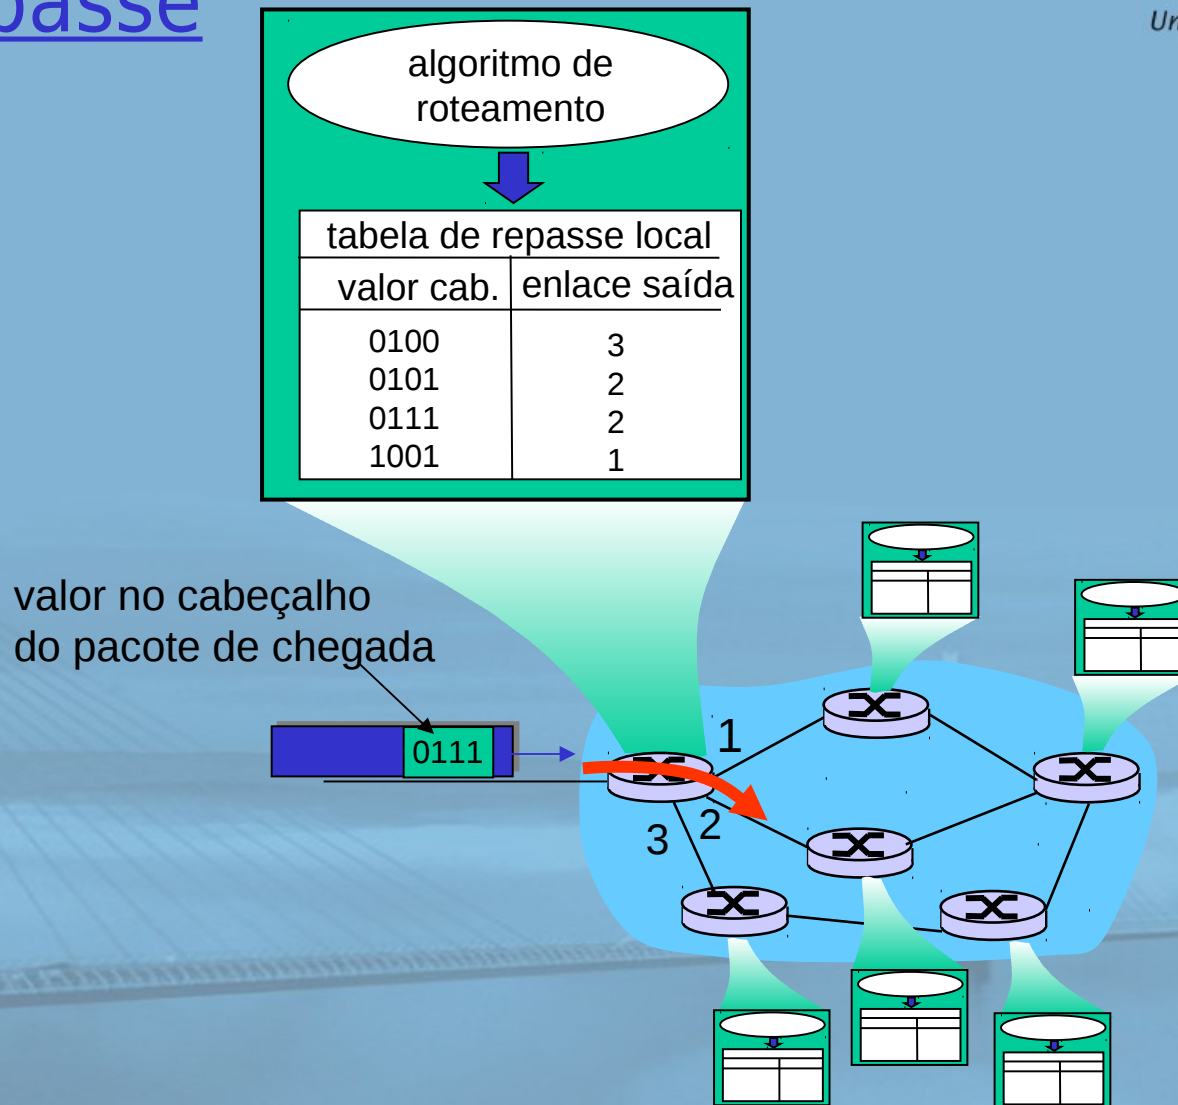 algoritmo de
roteamento
tabela de repasse local
valor cab. enlace saída
0100 3
0101 2
0111 2
1001 1
valor no cabeçalho
do pacote de chegada
0111
1
2
3